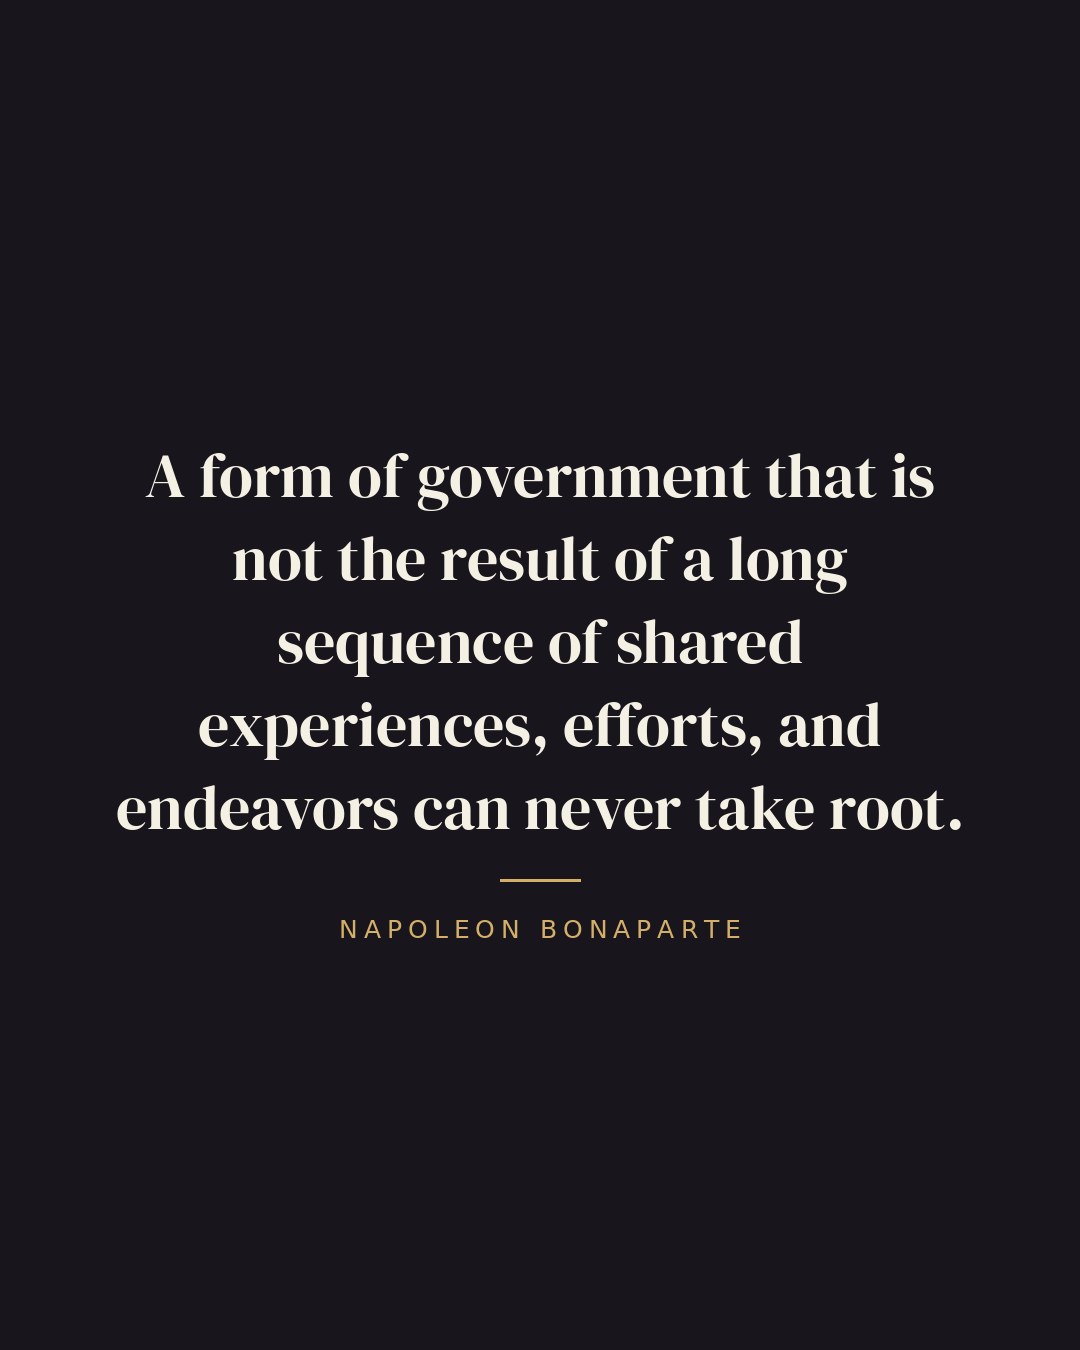 A form of government that is
not the result of a long
sequence of shared
experiences, efforts, and
endeavors can never take root.
NAPOLEON BONAPARTE